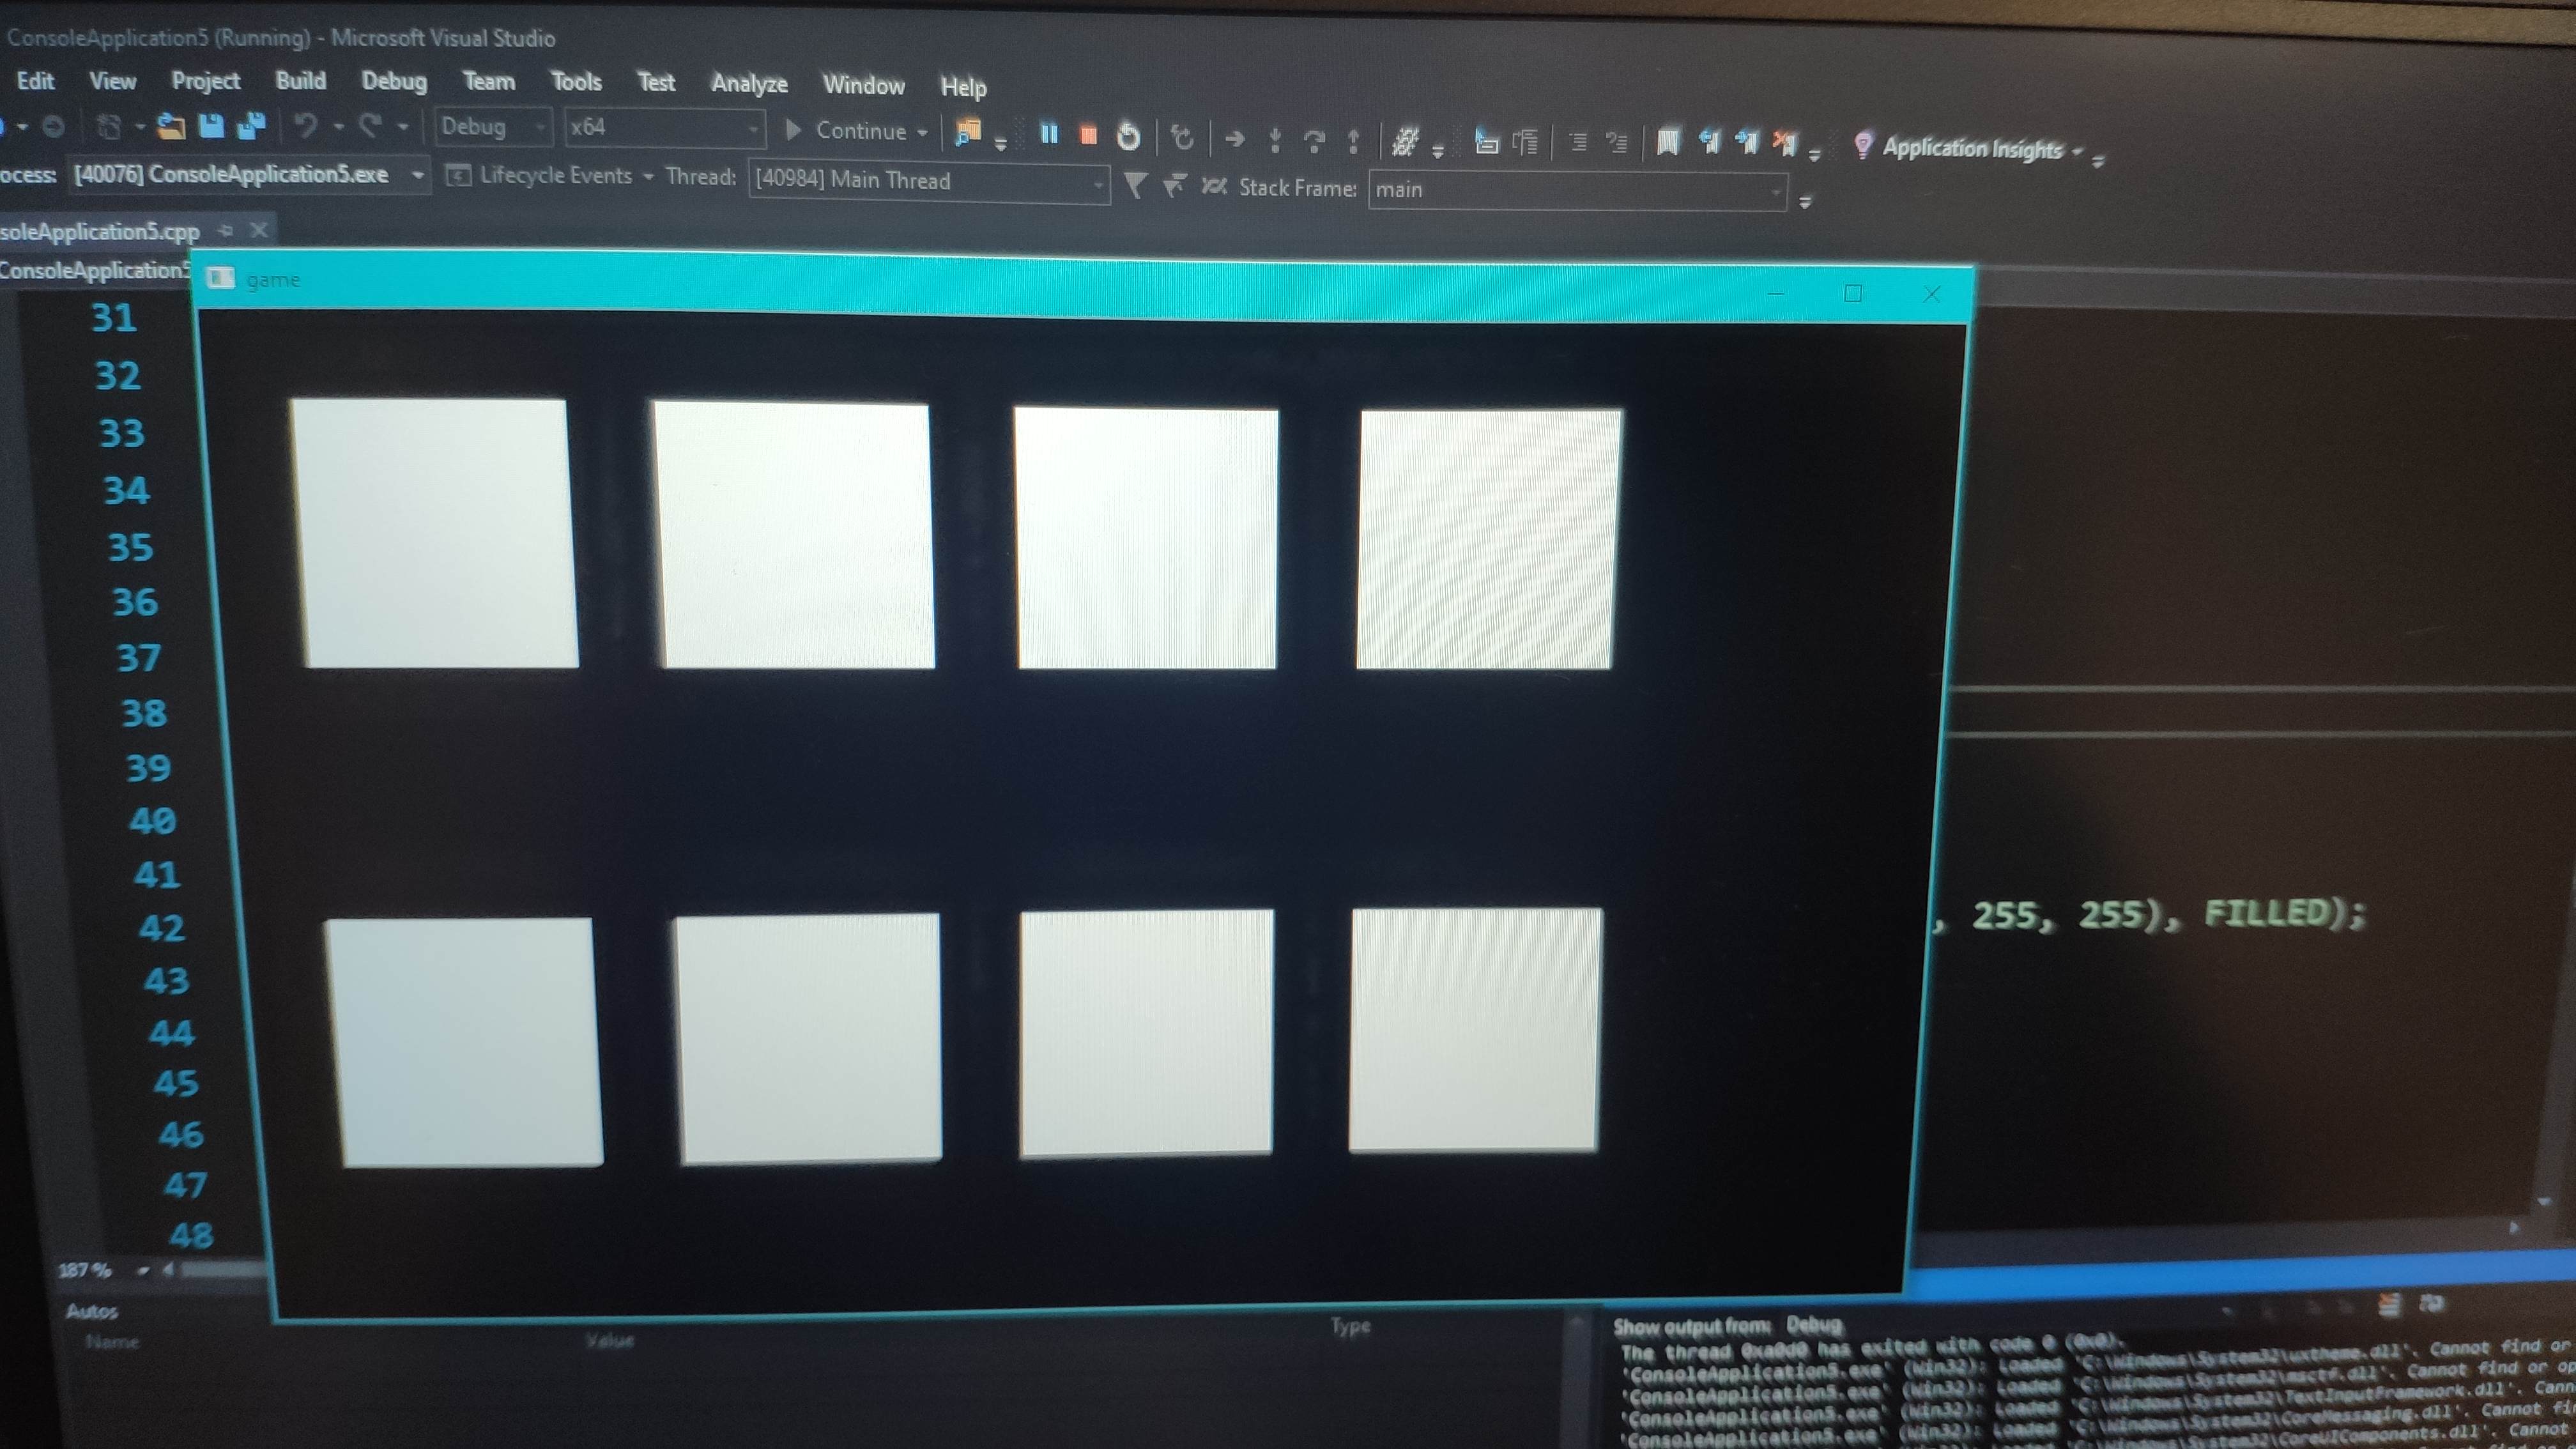 ConsoleApplication5 (Running) - Microsoft Visual Studio
Edit View Project Build Debug Team Tools Test Analyze Window Help
Debug x64 Continue Application Insights
ocess: [40076] ConsoleApplication5.exe Lifecycle Events Thread: [40984] Main Thread Stack Frame: main
soleApplication5.cpp
ConsoleApplication5
game
31
32
33
34
35
36
37
38
39
40
41
42 , 255, 255), FILLED);
43
44
45
46
47
48
187 %
Autos
Name Value Type
Show output from: Debug
The thread 0xa0d0 has exited with code 0 (0x0).
'ConsoleApplication5.exe' (Win32): Loaded 'C:\Windows\System32\uxtheme.dll'. Cannot find or
'ConsoleApplication5.exe' (Win32): Loaded 'C:\Windows\System32\msctf.dll'. Cannot find or op
'ConsoleApplication5.exe' (Win32): Loaded 'C:\Windows\System32\TextInputFramework.dll'. Cann
'ConsoleApplication5.exe' (Win32): Loaded 'C:\Windows\System32\CoreMessaging.dll'. Cannot fi
'ConsoleApplication5.exe' (Win32): Loaded 'C:\Windows\System32\CoreUIComponents.dll'. Cannot